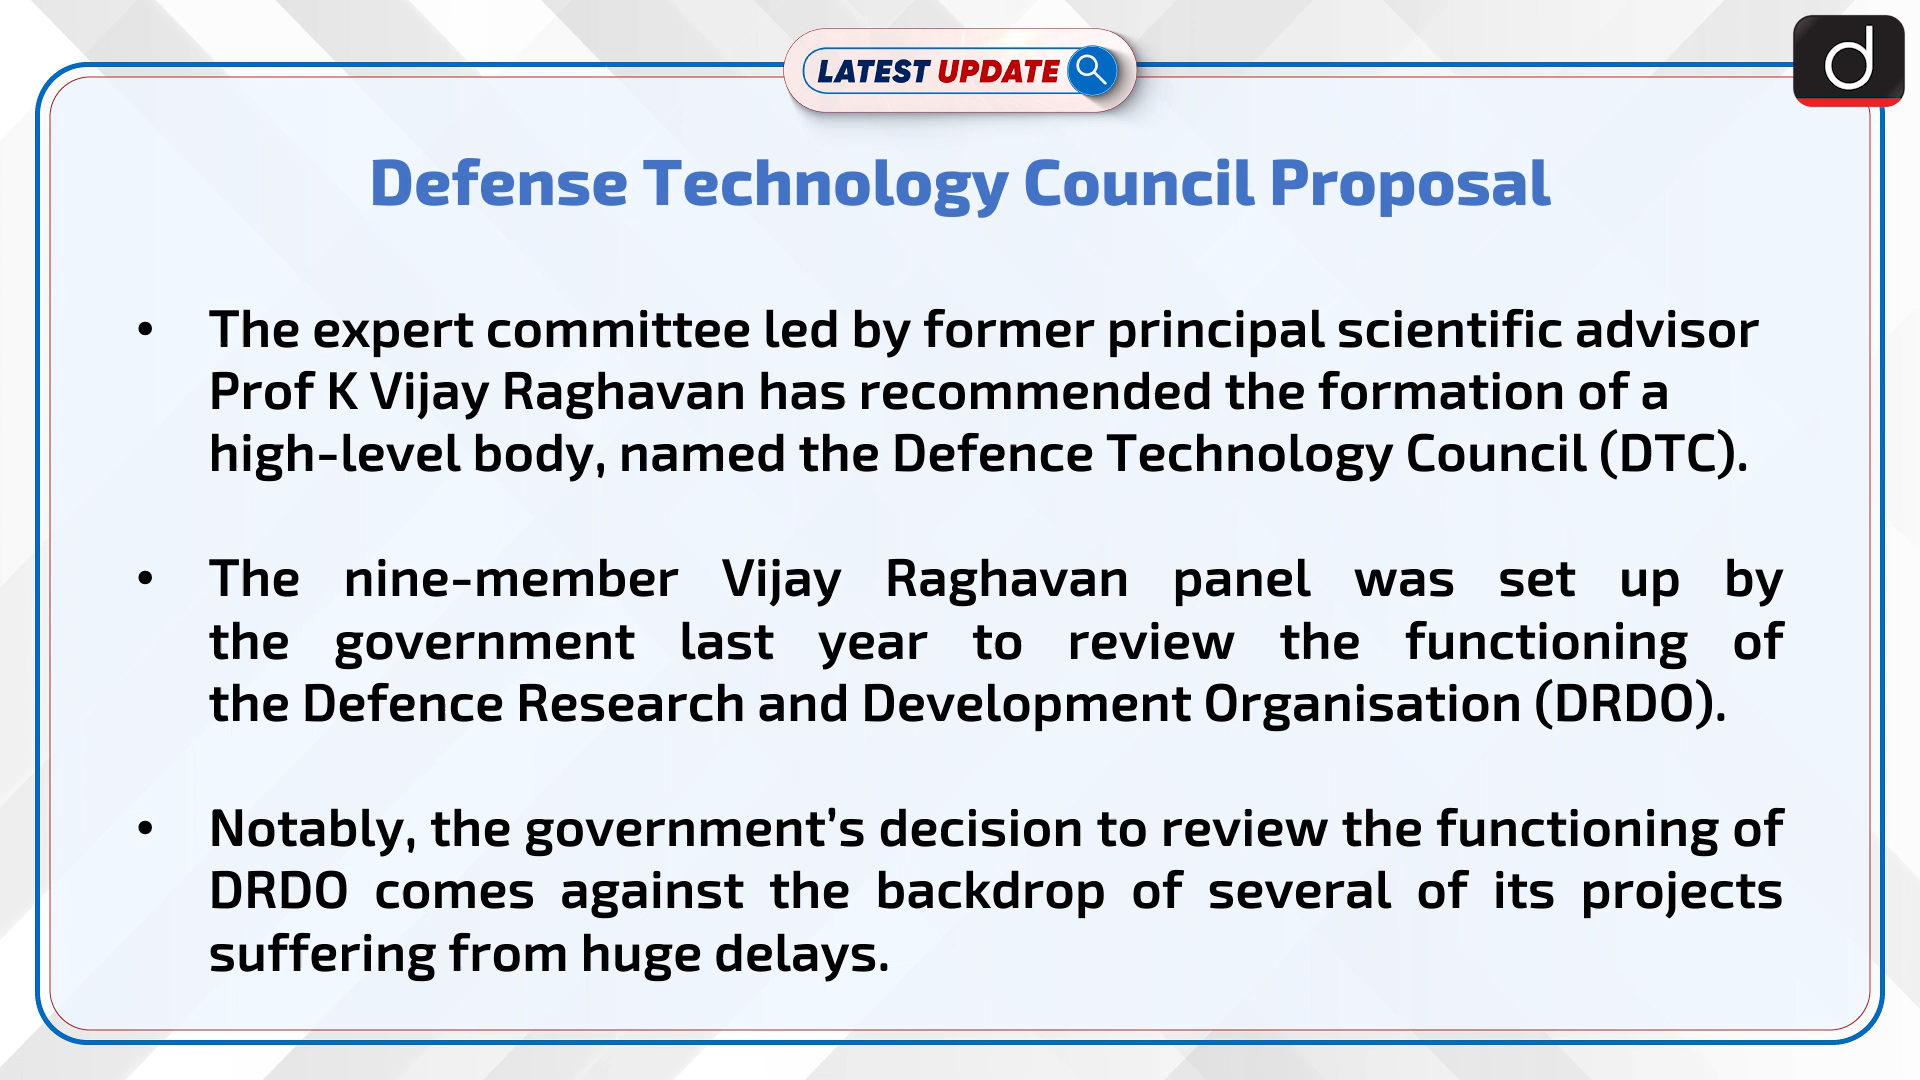 LATEST UPDATE
d
Defense Technology Council Proposal
• The expert committee led by former principal scientific advisor
Prof K Vijay Raghavan has recommended the formation of a
high-level body, named the Defence Technology Council (DTC).
• The nine-member Vijay Raghavan panel was set up by
the government last year to review the functioning of
the Defence Research and Development Organisation (DRDO).
• Notably, the government’s decision to review the functioning of
DRDO comes against the backdrop of several of its projects
suffering from huge delays.